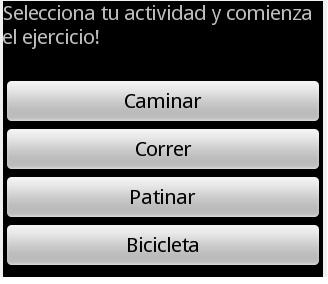 Selecciona tu actividad y comienza
el ejercicio!
Caminar
Correr
Patinar
Bicicleta